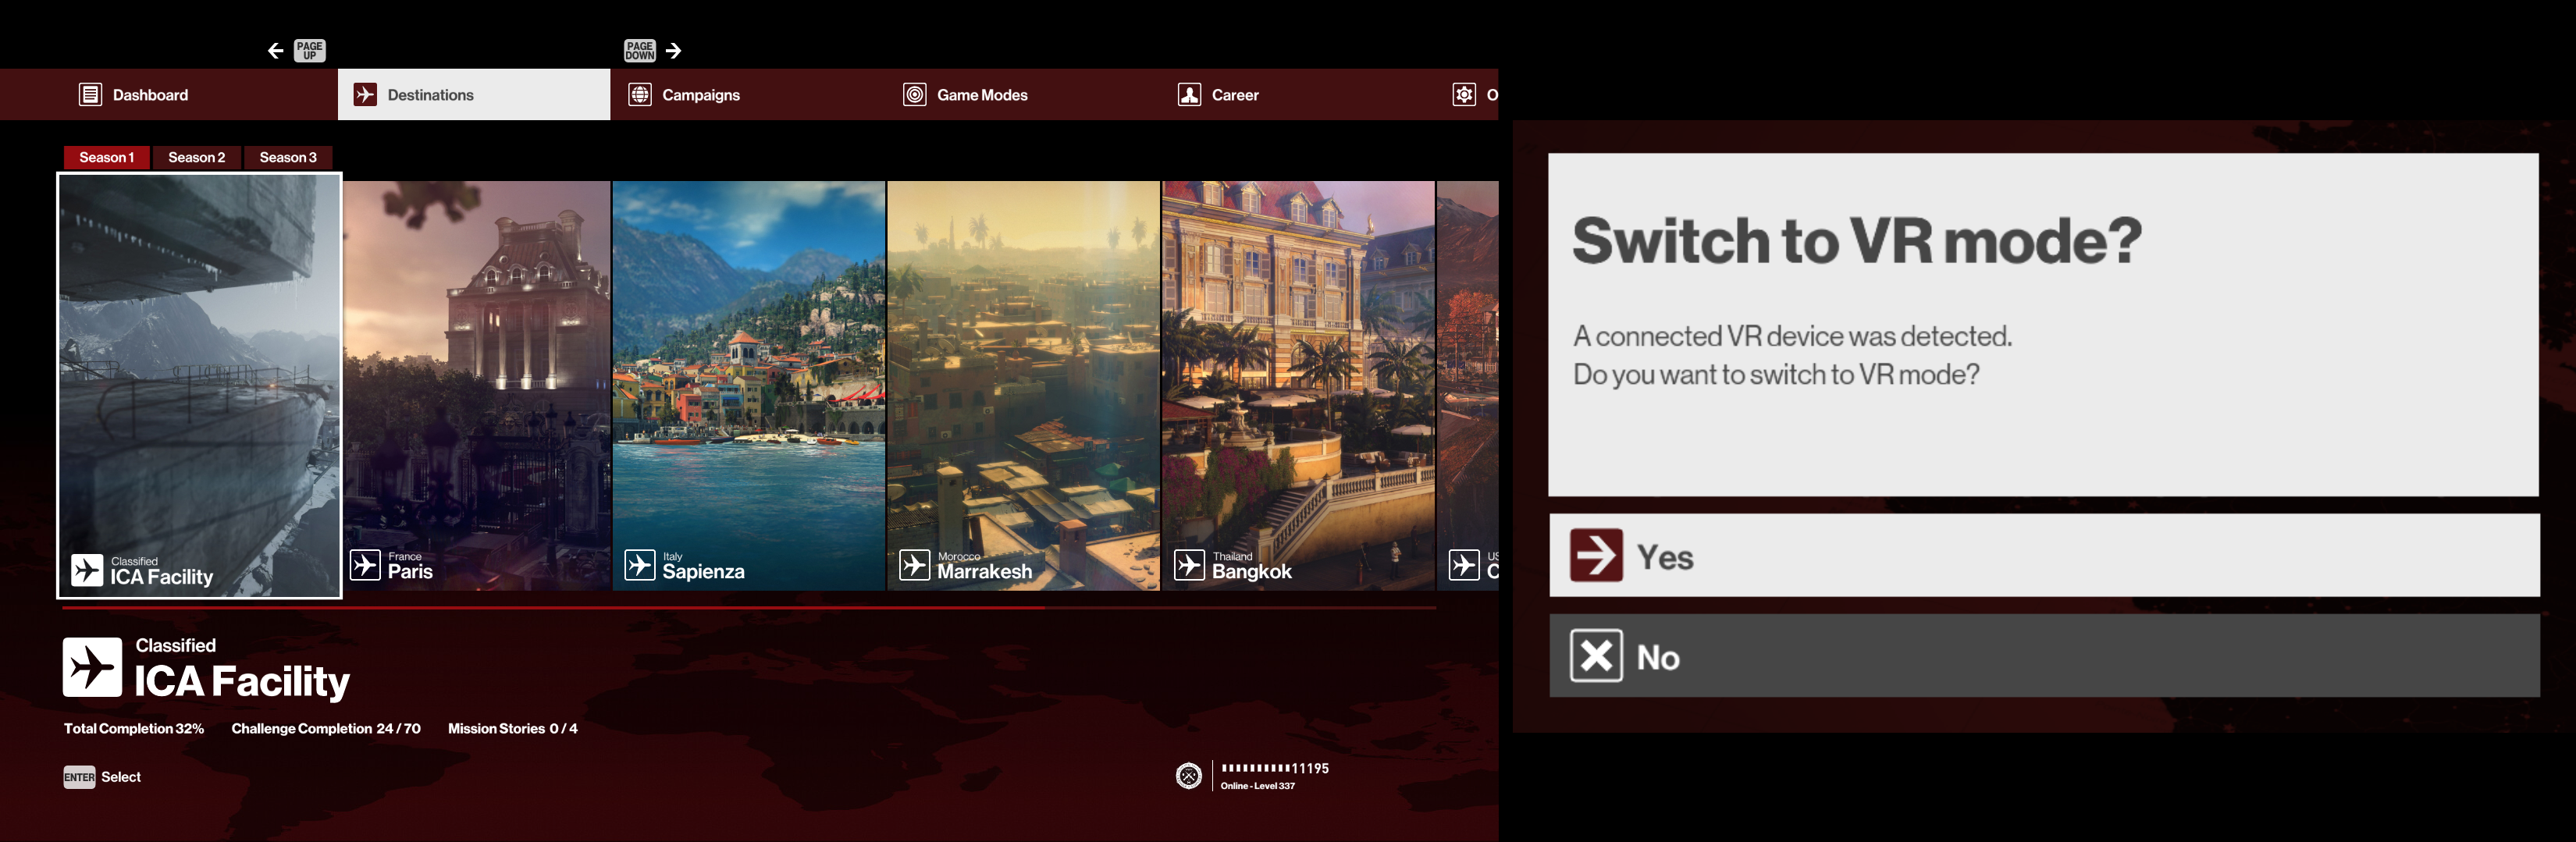 PAGE UP
PAGE DOWN
Dashboard
Destinations
Campaigns
Game Modes
Career
O
Season 1
Season 2
Season 3
Classified
ICA Facility
France
Paris
Italy
Sapienza
Morocco
Marrakesh
Thailand
Bangkok
US
C
Classified
ICA Facility
Total Completion 32%
Challenge Completion 24 / 70
Mission Stories 0 / 4
ENTER Select
11195
Online - Level 337
Switch to VR mode?
A connected VR device was detected.
Do you want to switch to VR mode?
Yes
No